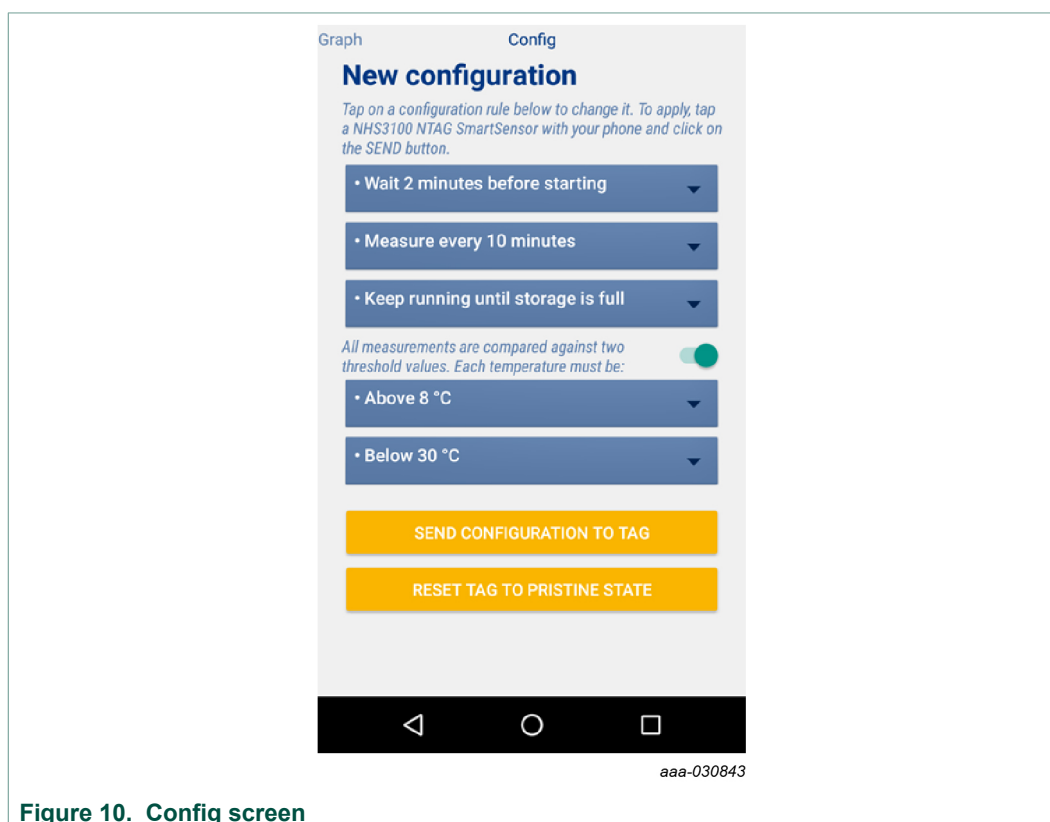 Graph Config
New configuration
Tap on a configuration rule below to change it. To apply, tap
a NHS3100 NTAG SmartSensor with your phone and click on
the SEND button.
• Wait 2 minutes before starting
• Measure every 10 minutes
• Keep running until storage is full
All measurements are compared against two
threshold values. Each temperature must be:
• Above 8 °C
• Below 30 °C
SEND CONFIGURATION TO TAG
RESET TAG TO PRISTINE STATE
aaa-030843
Figure 10. Config screen